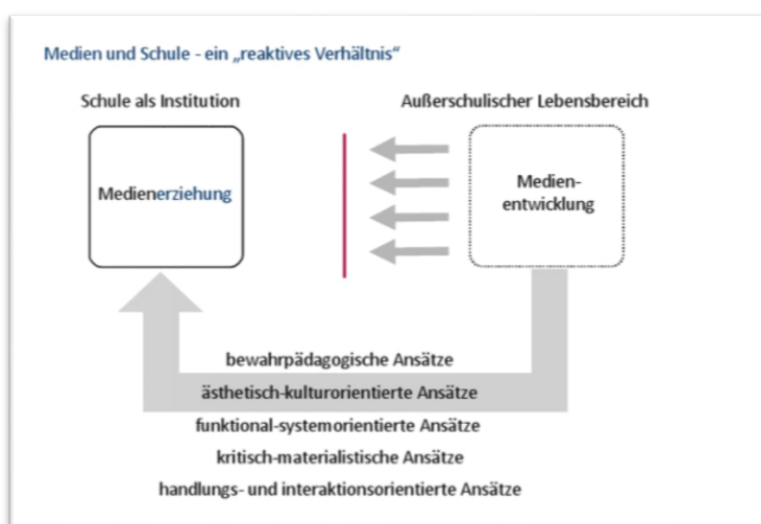 Medien und Schule - ein „reaktives Verhältnis“
Schule als Institution
Außerschulischer Lebensbereich
Medienerziehung
Medien-
entwicklung
bewahrpädagogische Ansätze
ästhetisch-kulturorientierte Ansätze
funktional-systemorientierte Ansätze
kritisch-materialistische Ansätze
handlungs- und interaktionsorientierte Ansätze